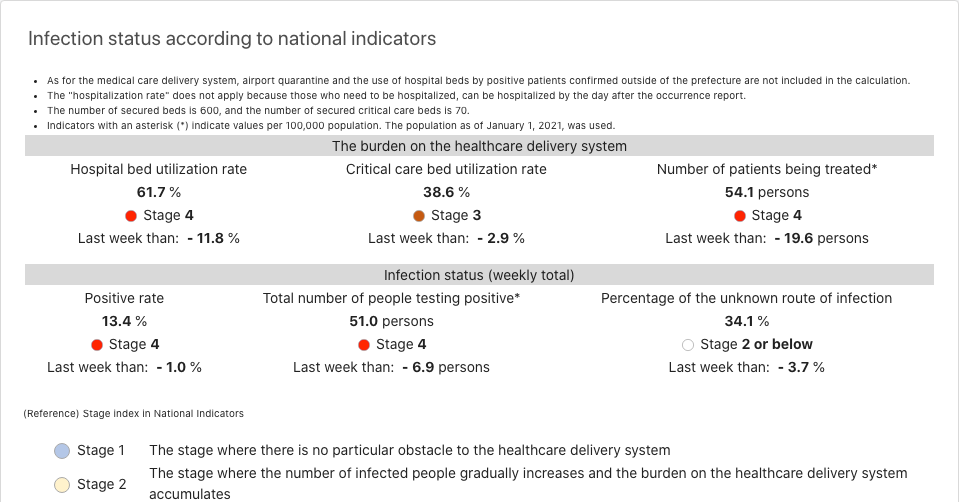 Infection status according to national indicators
• As for the medical care delivery system, airport quarantine and the use of hospital beds by positive patients confirmed outside of the prefecture are not included in the calculation.
• The "hospitalization rate" does not apply because those who need to be hospitalized, can be hospitalized by the day after the occurrence report.
• The number of secured beds is 600, and the number of secured critical care beds is 70.
• Indicators with an asterisk (*) indicate values per 100,000 population. The population as of January 1, 2021, was used.
The burden on the healthcare delivery system
Hospital bed utilization rate Critical care bed utilization rate Number of patients being treated*
61.7 % 38.6 % 54.1 persons
Stage 4 Stage 3 Stage 4
Last week than: - 11.8 % Last week than: - 2.9 % Last week than: - 19.6 persons
Infection status (weekly total)
Positive rate Total number of people testing positive* Percentage of the unknown route of infection
13.4 % 51.0 persons 34.1 %
Stage 4 Stage 4 Stage 2 or below
Last week than: - 1.0 % Last week than: - 6.9 persons Last week than: - 3.7 %
(Reference) Stage index in National Indicators
Stage 1 The stage where there is no particular obstacle to the healthcare delivery system
Stage 2 The stage where the number of infected people gradually increases and the burden on the healthcare delivery system
accumulates